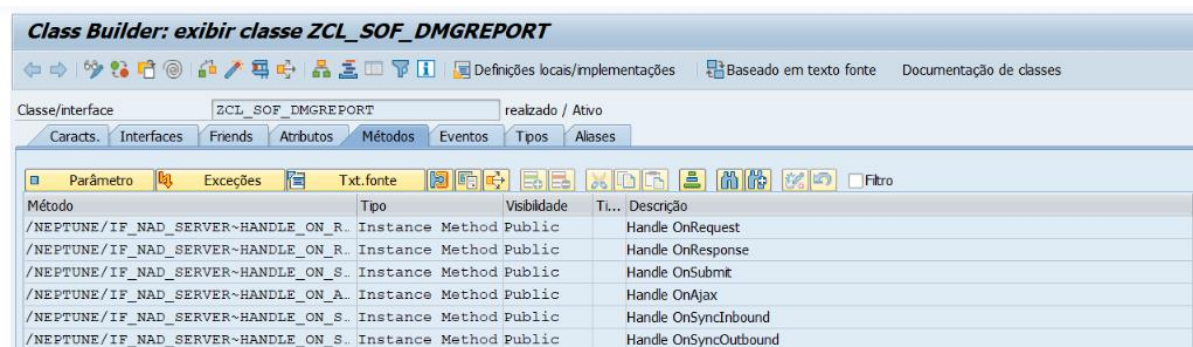 Class Builder: exibir classe ZCL_SOF_DMGREPORT
Definições locais/implementações Baseado em texto fonte Documentação de classes
Classe/interface ZCL_SOF_DMGREPORT realizado / Ativo
Caracts. Interfaces Friends Atributos Métodos Eventos Tipos Aliases
Parâmetro Exceções Txt.fonte Filtro
Método Tipo Visibilidade Ti... Descrição
/NEPTUNE/IF_NAD_SERVER~HANDLE_ON_R… Instance Method Public Handle OnRequest
/NEPTUNE/IF_NAD_SERVER~HANDLE_ON_R… Instance Method Public Handle OnResponse
/NEPTUNE/IF_NAD_SERVER~HANDLE_ON_S… Instance Method Public Handle OnSubmit
/NEPTUNE/IF_NAD_SERVER~HANDLE_ON_A… Instance Method Public Handle OnAjax
/NEPTUNE/IF_NAD_SERVER~HANDLE_ON_S… Instance Method Public Handle OnSyncInbound
/NEPTUNE/IF_NAD_SERVER~HANDLE_ON_S… Instance Method Public Handle OnSyncOutbound